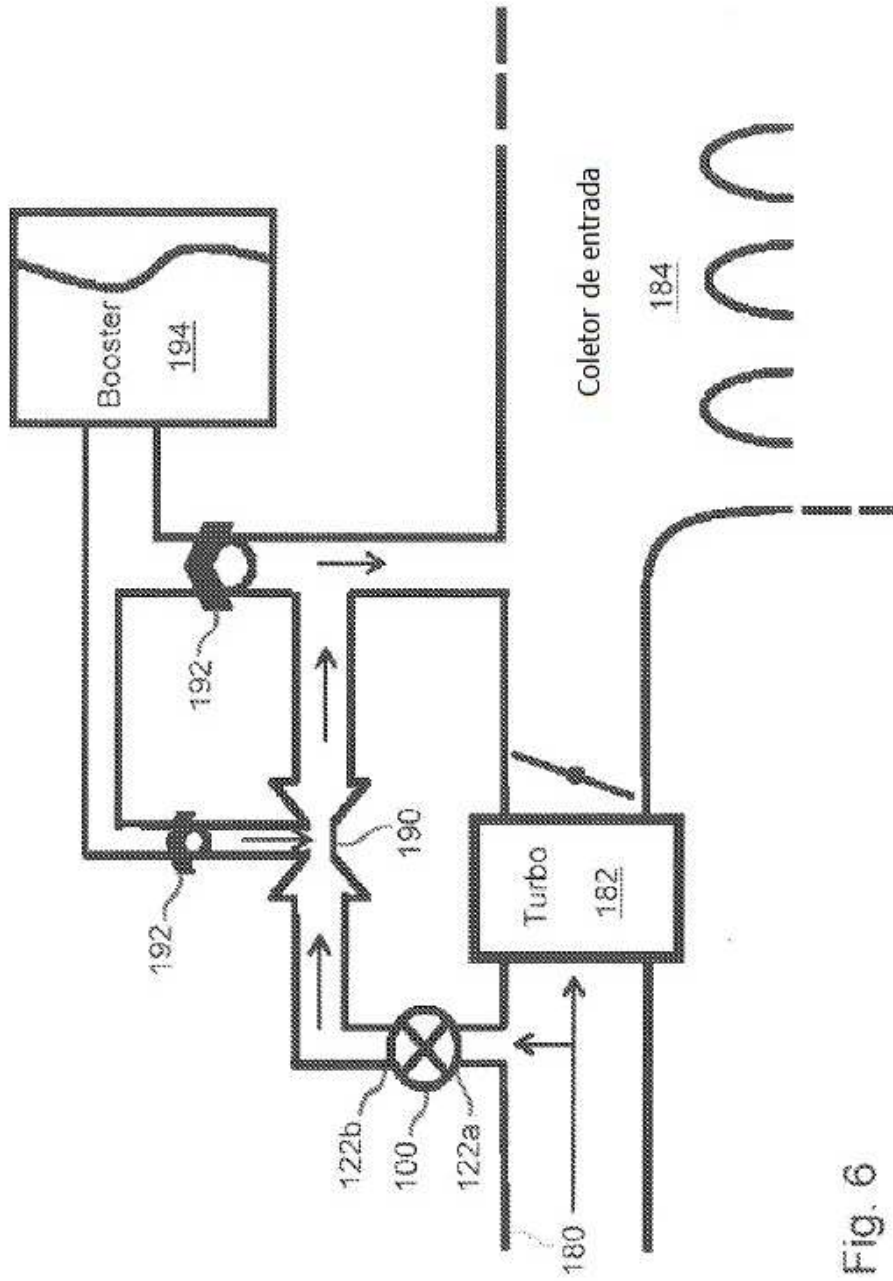 Booster
194
192
192
190
122b
100
122a
180
Turbo
182
Coletor de entrada
184
Fig. 6